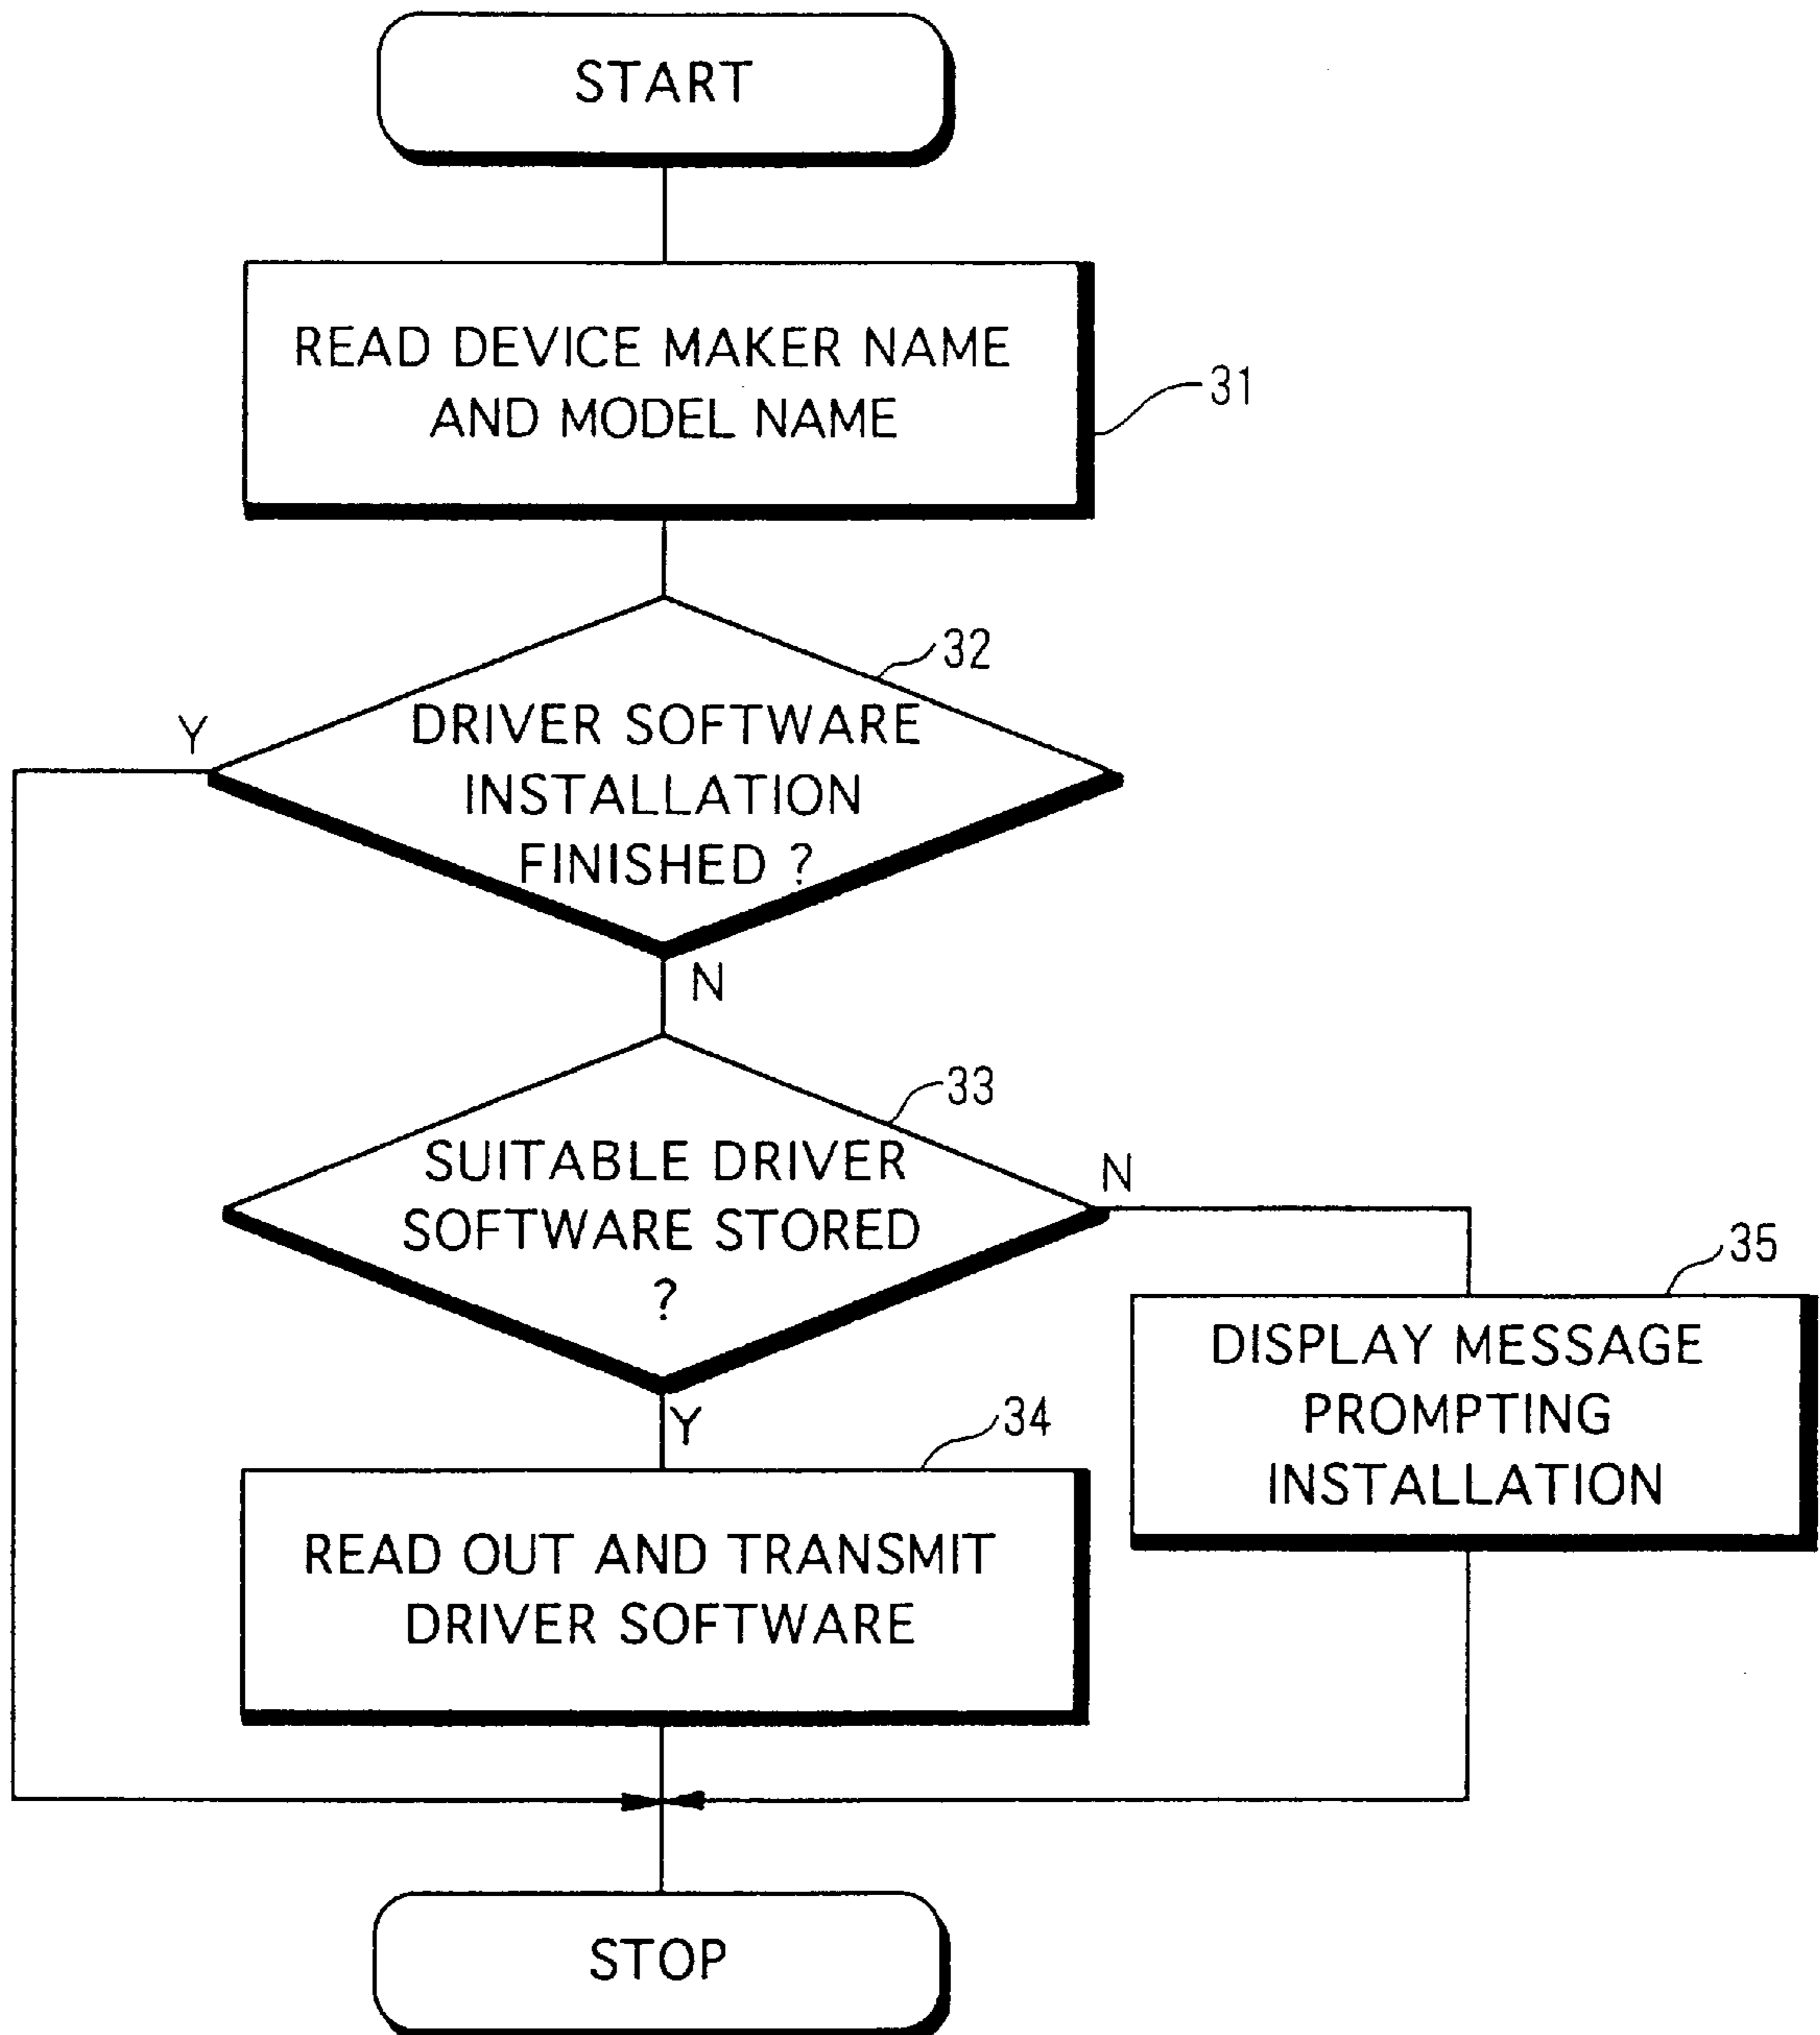 START
READ DEVICE MAKER NAME
AND MODEL NAME
31
32
Y
DRIVER SOFTWARE
INSTALLATION
FINISHED ?
N
33
SUITABLE DRIVER
SOFTWARE STORED
?
N
Y
35
DISPLAY MESSAGE
PROMPTING
INSTALLATION
34
READ OUT AND TRANSMIT
DRIVER SOFTWARE
STOP